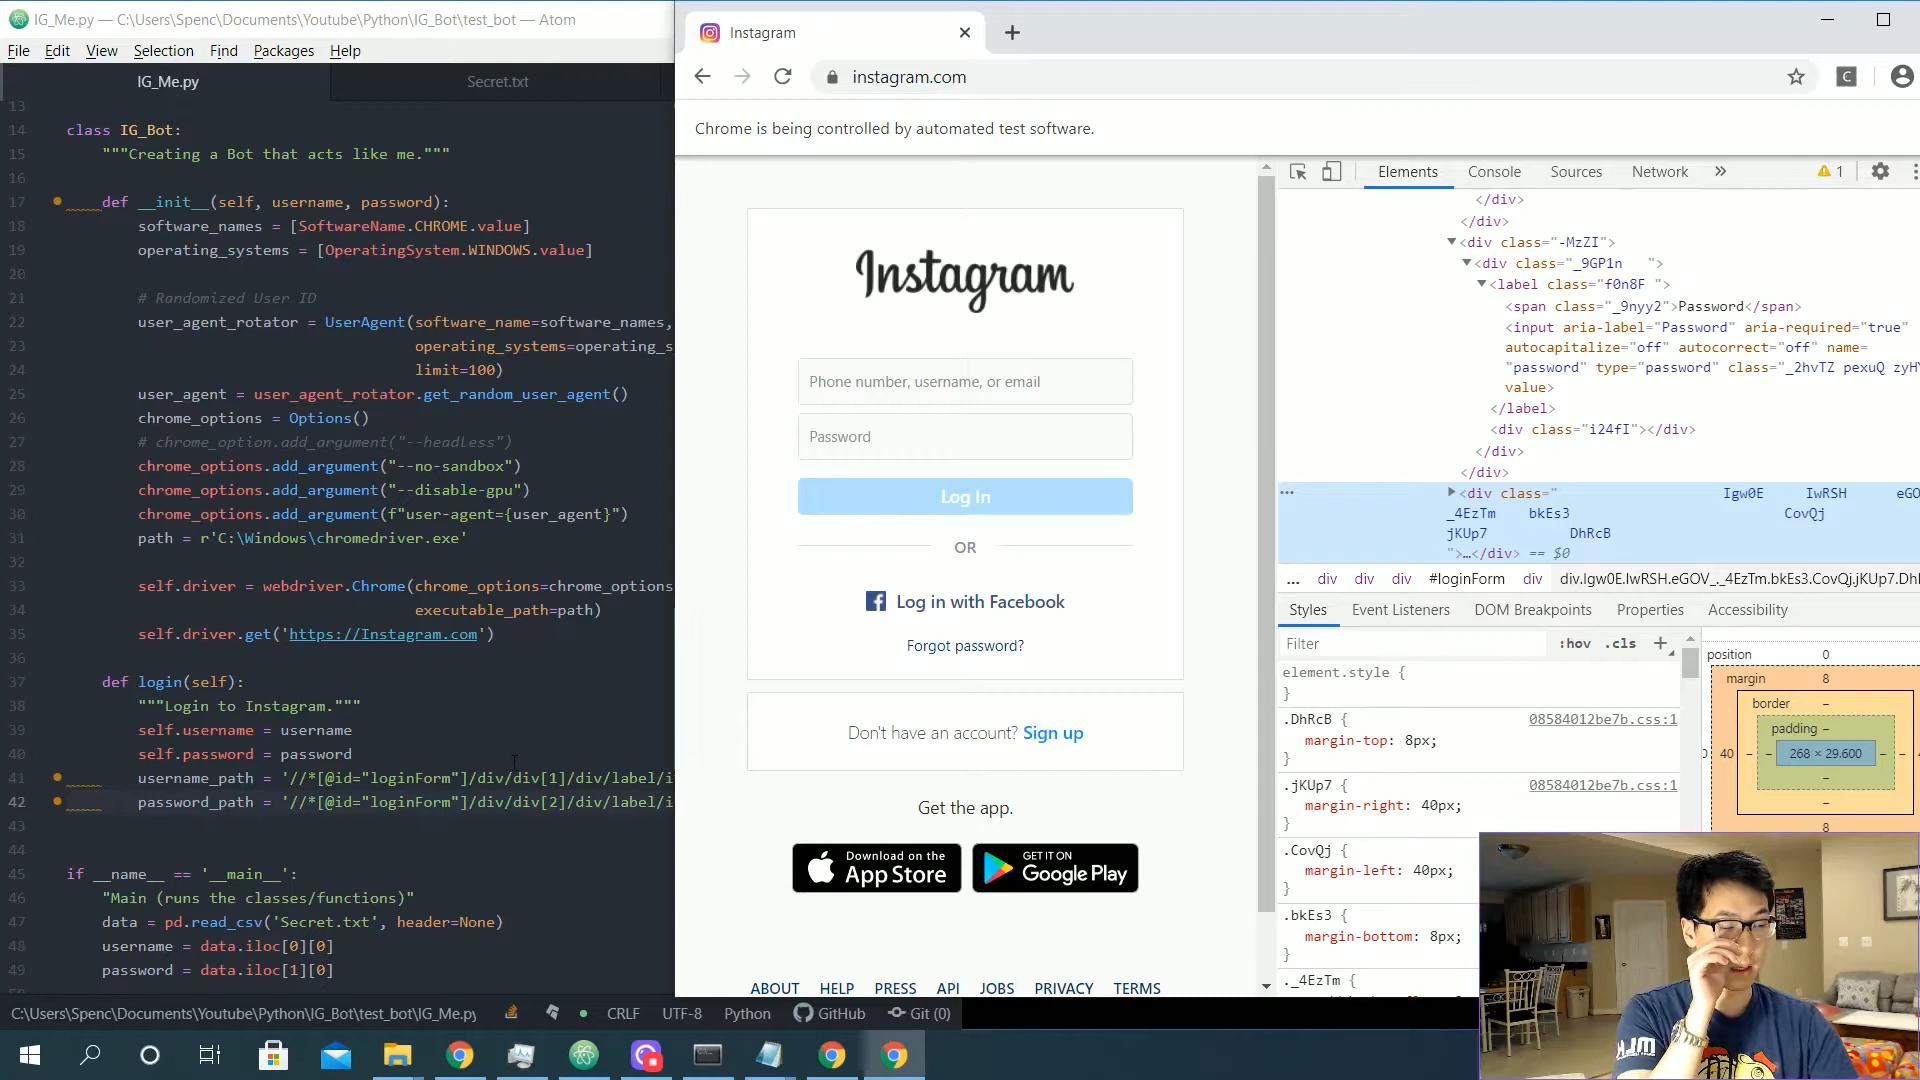 IG_Me.py — C:\Users\Spenc\Documents\Youtube\Python\IG_Bot\test_bot — Atom
File Edit View Selection Find Packages Help
IG_Me.py Secret.txt
13
14 class IG_Bot:
15 """Creating a Bot that acts like me."""
16
17 def __init__(self, username, password):
18 software_names = [SoftwareName.CHROME.value]
19 operating_systems = [OperatingSystem.WINDOWS.value]
20
21 # Randomized User ID
22 user_agent_rotator = UserAgent(software_name=software_names,
23 operating_systems=operating_s
24 limit=100)
25 user_agent = user_agent_rotator.get_random_user_agent()
26 chrome_options = Options()
27 # chrome_option.add_argument("--headless")
28 chrome_options.add_argument("--no-sandbox")
29 chrome_options.add_argument("--disable-gpu")
30 chrome_options.add_argument(f"user-agent={user_agent}")
31 path = r'C:\Windows\chromedriver.exe'
32
33 self.driver = webdriver.Chrome(chrome_options=chrome_options
34 executable_path=path)
35 self.driver.get('https://Instagram.com')
36
37 def login(self):
38 """Login to Instagram."""
39 self.username = username
40 self.password = password
41 username_path = '//*[@id="loginForm"]/div/div[1]/div/label/i
42 password_path = '//*[@id="loginForm"]/div/div[2]/div/label/i
43
44
45 if __name__ == '__main__':
46 "Main (runs the classes/functions)"
47 data = pd.read_csv('Secret.txt', header=None)
48 username = data.iloc[0][0]
49 password = data.iloc[1][0]
C:\Users\Spenc\Documents\Youtube\Python\IG_Bot\test_bot\IG_Me.py CRLF UTF-8 Python GitHub Git (0)
Instagram
instagram.com
C
Chrome is being controlled by automated test software.
Instagram
Phone number, username, or email
Password
Log In
OR
Log in with Facebook
Forgot password?
Don't have an account? Sign up
Get the app.
Download on the
App Store
GET IT ON
Google Play
ABOUT HELP PRESS API JOBS PRIVACY TERMS
Elements Console Sources Network » 1
</div>
</div>
<div class="-MzZI">
<div class="_9GP1n ">
<label class="f0n8F ">
<span class="_9nyy2">Password</span>
<input aria-label="Password" aria-required="true"
autocapitalize="off" autocorrect="off" name=
"password" type="password" class="_2hvTZ pexuQ zyHY
value>
</label>
<div class="i24fI"></div>
</div>
</div>
<div class=" Igw0E IwRSH eGO
_4EzTm bkEs3 CovQj
jKUp7 DhRcB
">…</div> == $0
... div div div #loginForm div div.Igw0E.IwRSH.eGOV_._4EzTm.bkEs3.CovQj.jKUp7.Dh
Styles Event Listeners DOM Breakpoints Properties Accessibility
Filter :hov .cls +
element.style {
}
.DhRcB { 08584012be7b.css:1
margin-top: 8px;
}
.jKUp7 { 08584012be7b.css:1
margin-right: 40px;
}
.CovQj {
margin-left: 40px;
}
.bkEs3 {
margin-bottom: 8px;
}
._4EzTm {
position 0
margin 8
border –
padding –
0 40 – – 268 × 29.600 – –
–
–
8